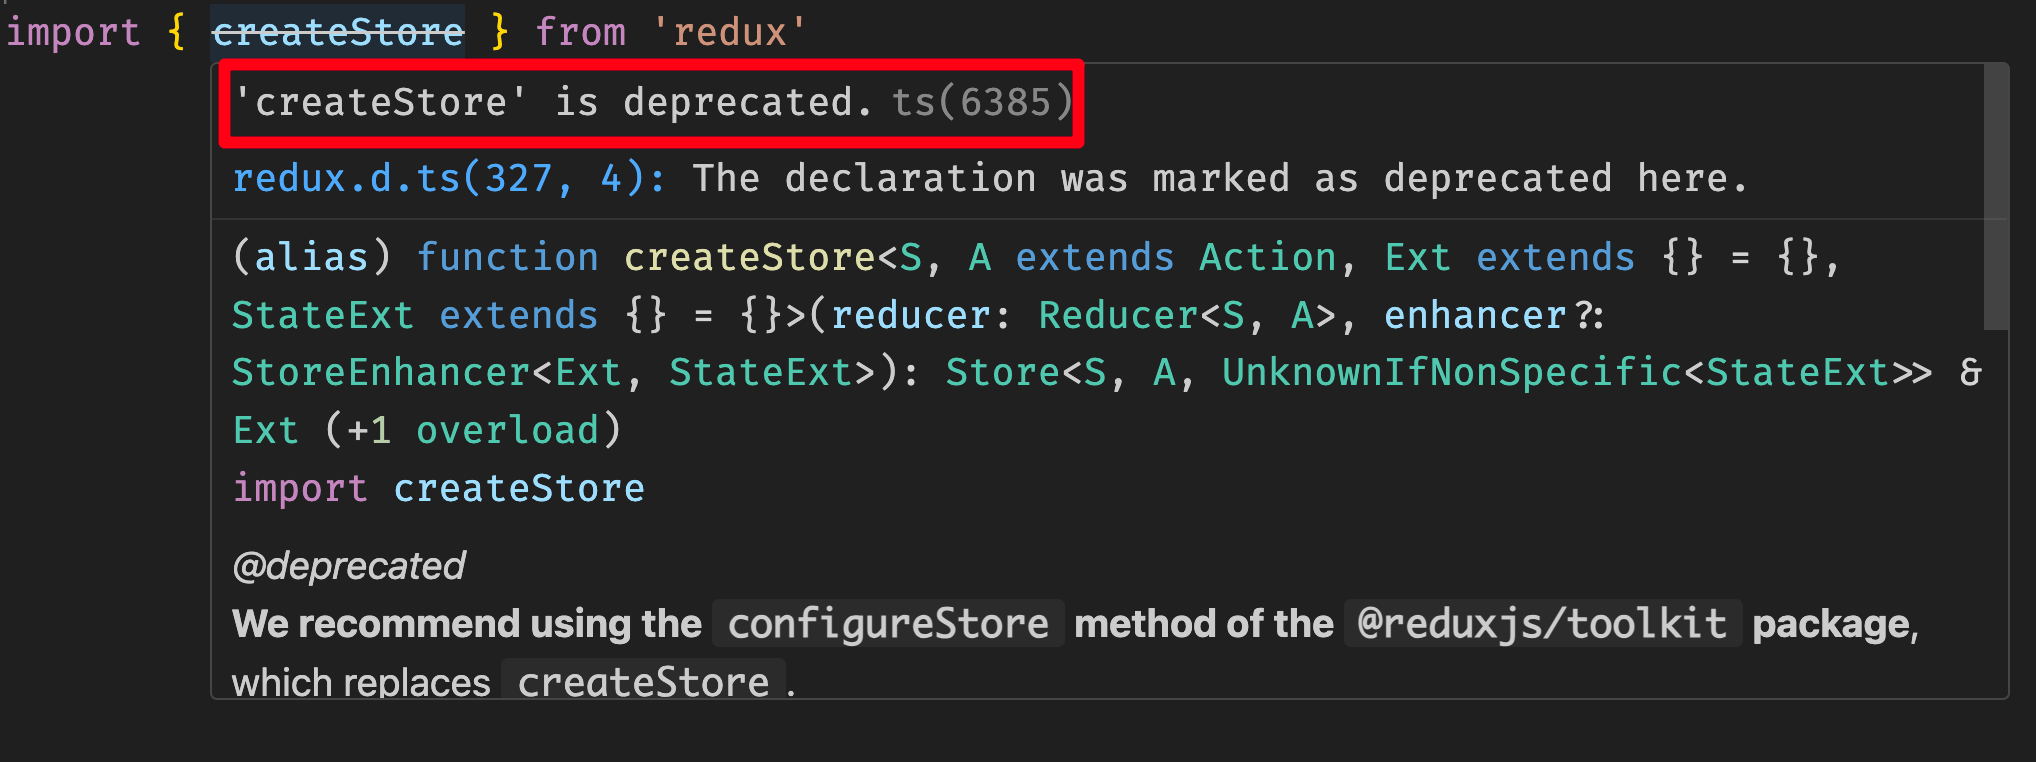 import { createStore } from 'redux'
'createStore' is deprecated. ts(6385)
redux.d.ts(327, 4): The declaration was marked as deprecated here.
(alias) function createStore<S, A extends Action, Ext extends {} = {},
StateExt extends {} = {}>(reducer: Reducer<S, A>, enhancer?:
StoreEnhancer<Ext, StateExt>): Store<S, A, UnknownIfNonSpecific<StateExt>> &
Ext (+1 overload)
import createStore
@deprecated
We recommend using the configureStore method of the @reduxjs/toolkit package,
which replaces createStore.